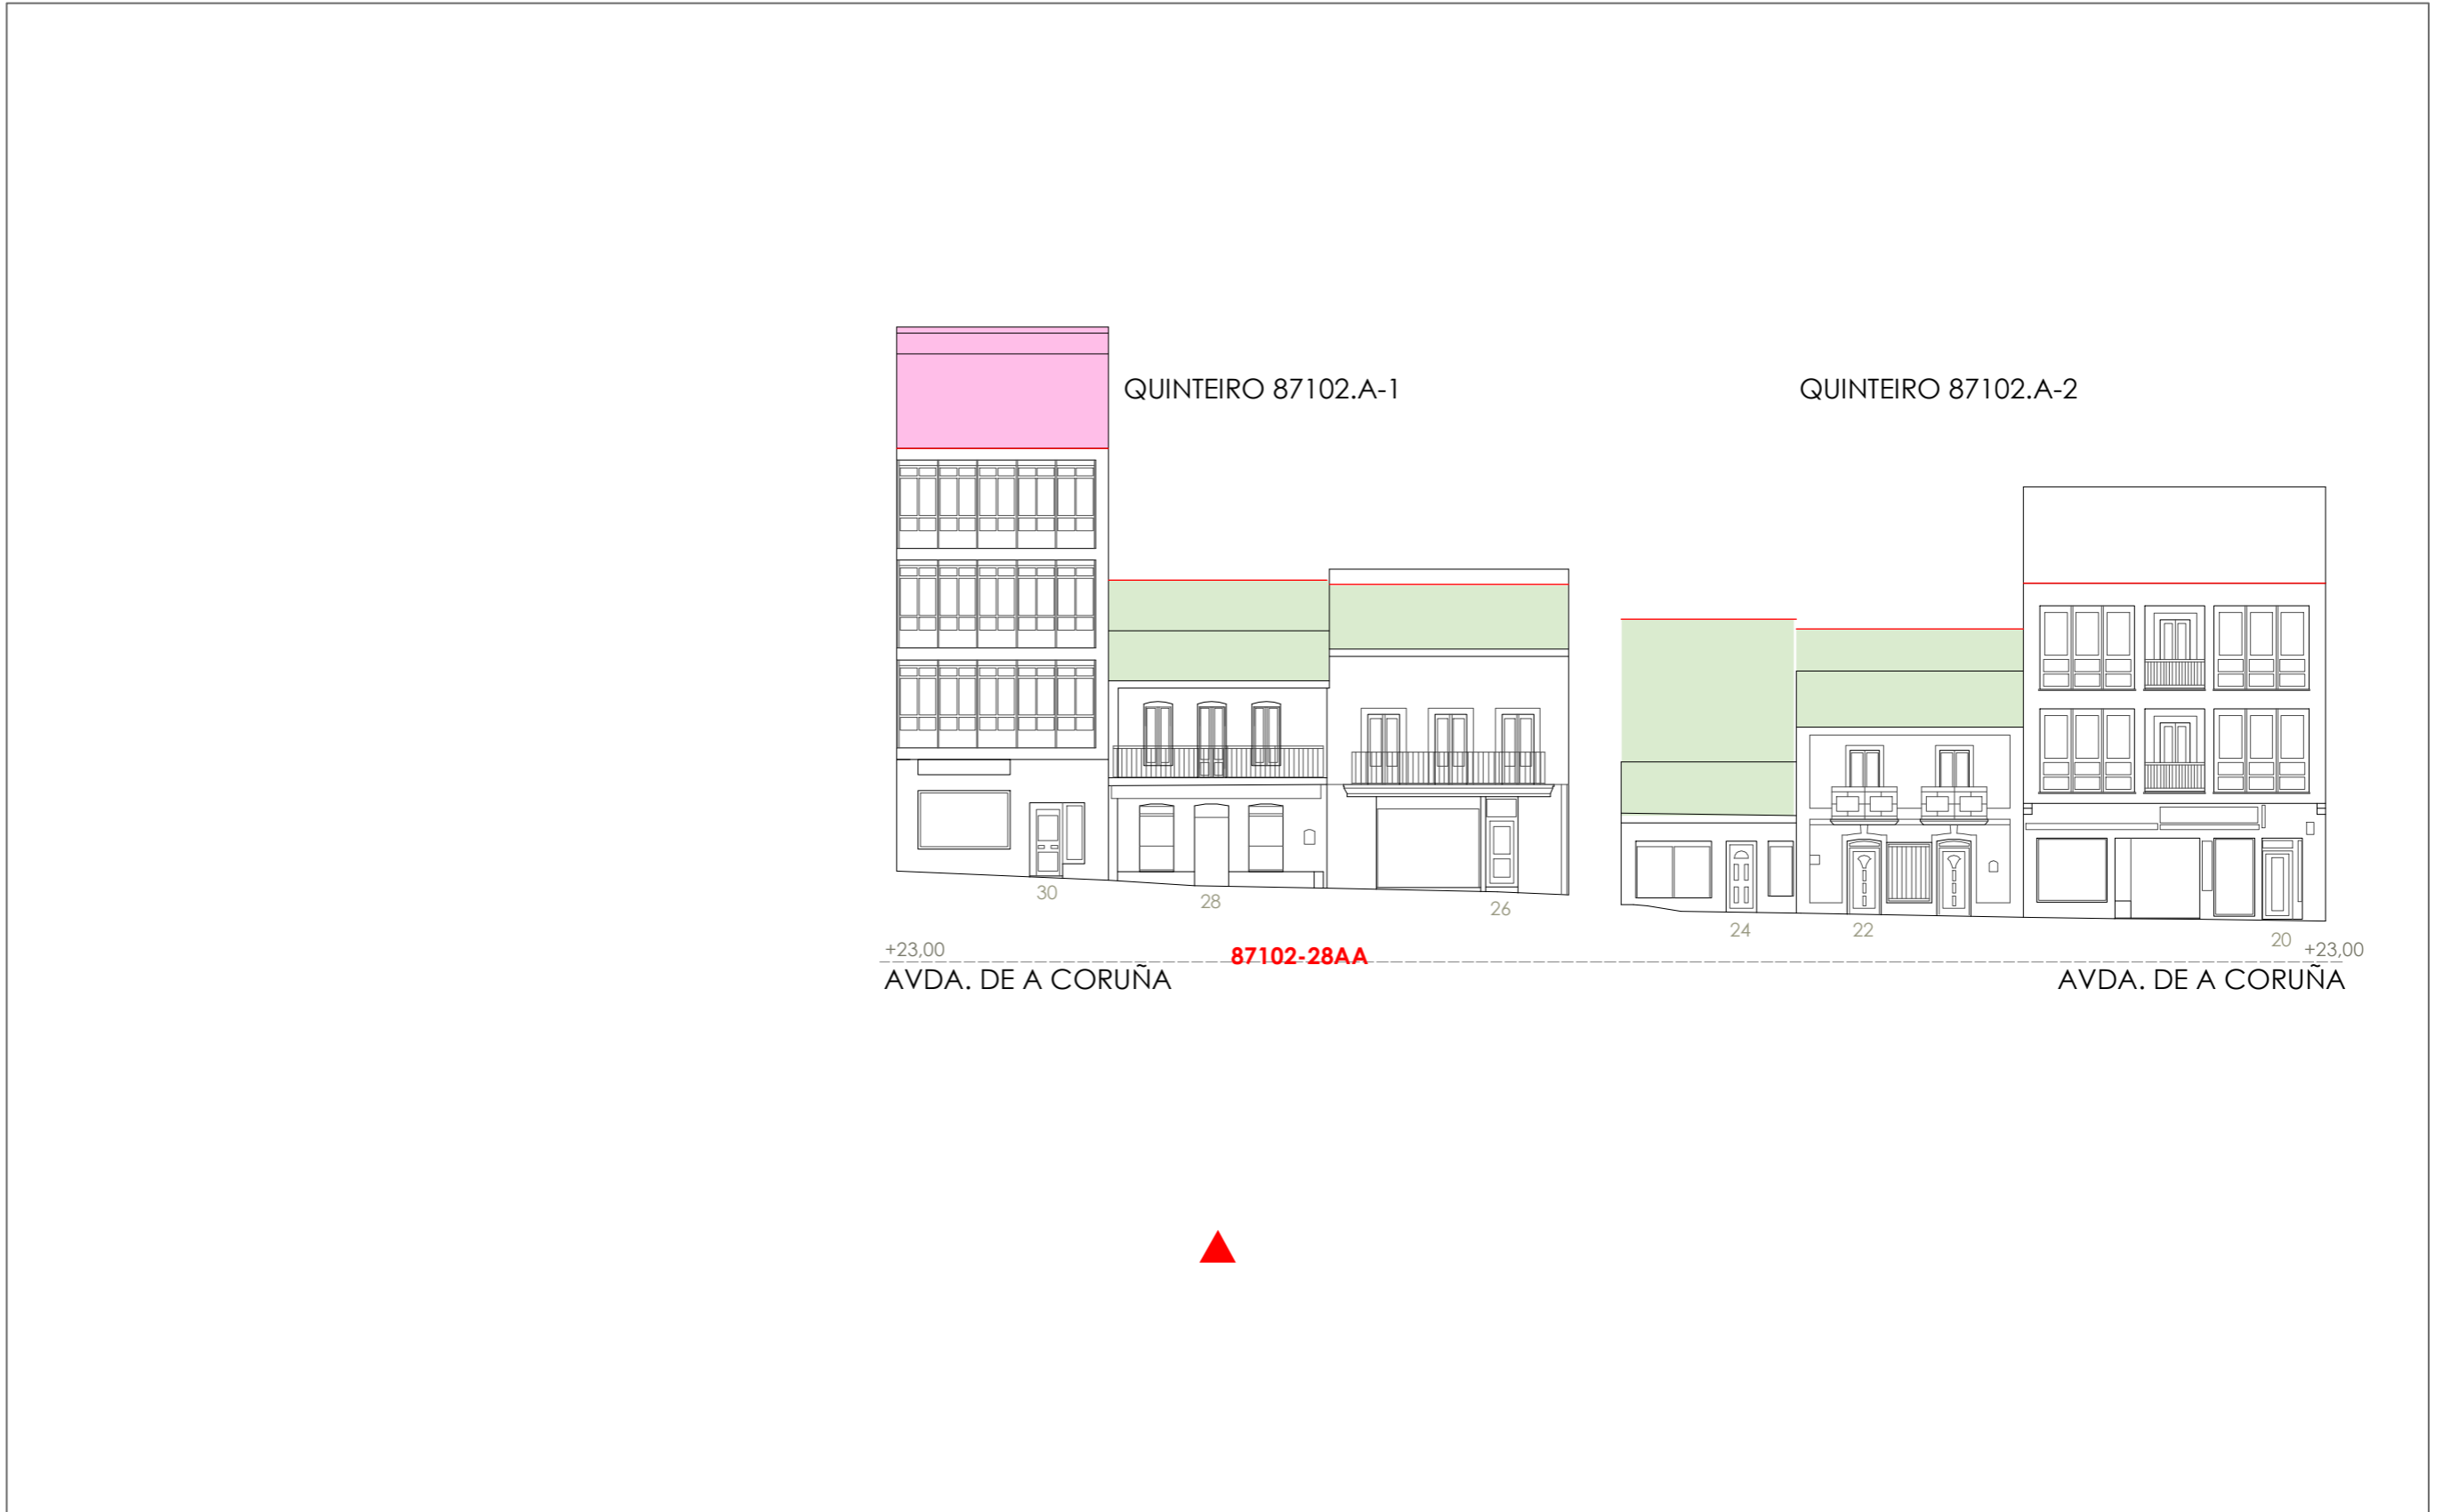 QUINTEIRO 87102.A-1
QUINTEIRO 87102.A-2
30
28
26
24
22
20
+23,00
87102-28AA
+23,00
AVDA. DE A CORUÑA
AVDA. DE A CORUÑA